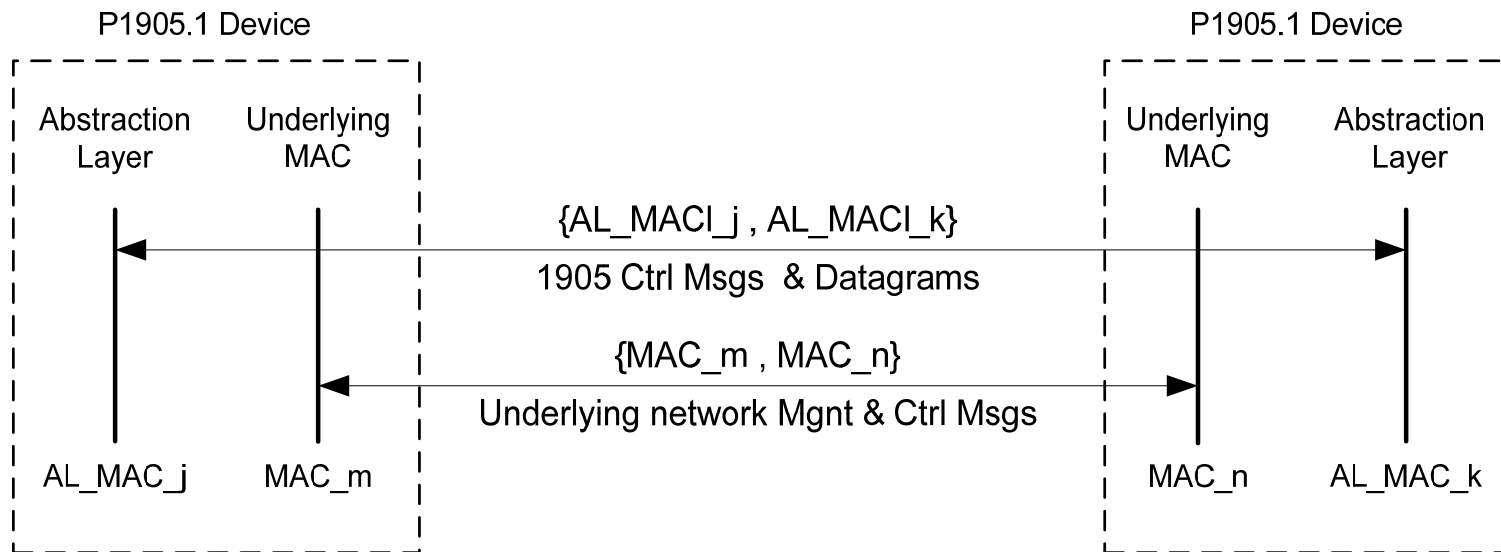 P1905.1 Device
P1905.1 Device
Abstraction
Layer
Underlying
MAC
Underlying
MAC
Abstraction
Layer
{AL_MACl_j , AL_MACl_k}
1905 Ctrl Msgs & Datagrams
{MAC_m , MAC_n}
Underlying network Mgnt & Ctrl Msgs
AL_MAC_j
MAC_m
MAC_n
AL_MAC_k